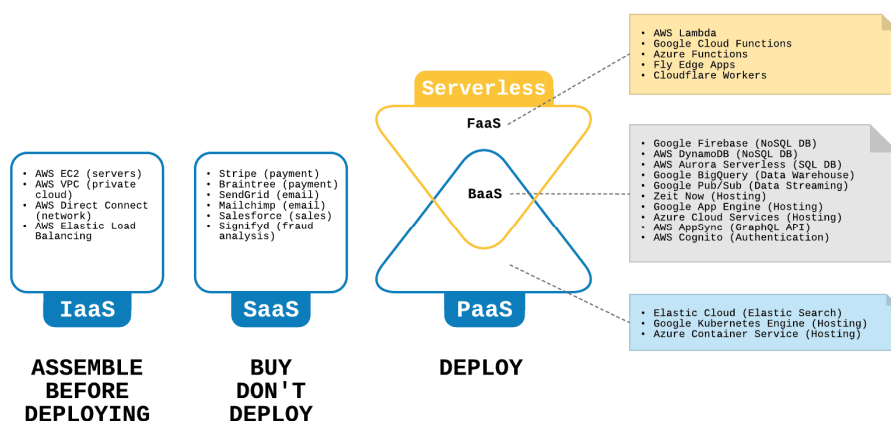 • AWS Lambda
• Google Cloud Functions
• Azure Functions
• Fly Edge Apps
• Cloudflare Workers
Serverless
FaaS
BaaS
PaaS
• Google Firebase (NoSQL DB)
• AWS DynamoDB (NoSQL DB)
• AWS Aurora Serverless (SQL DB)
• Google BigQuery (Data Warehouse)
• Google Pub/Sub (Data Streaming)
• Zeit Now (Hosting)
• Google App Engine (Hosting)
• Azure Cloud Services (Hosting)
• AWS AppSync (GraphQL API)
• AWS Cognito (Authentication)
• Elastic Cloud (Elastic Search)
• Google Kubernetes Engine (Hosting)
• Azure Container Service (Hosting)
• AWS EC2 (servers)
• AWS VPC (private
cloud)
• AWS Direct Connect
(network)
• AWS Elastic Load
Balancing
IaaS
• Stripe (payment)
• Braintree (payment)
• SendGrid (email)
• Mailchimp (email)
• Salesforce (sales)
• Signifyd (fraud
analysis)
SaaS
ASSEMBLE
BEFORE
DEPLOYING
BUY
DON'T
DEPLOY
DEPLOY